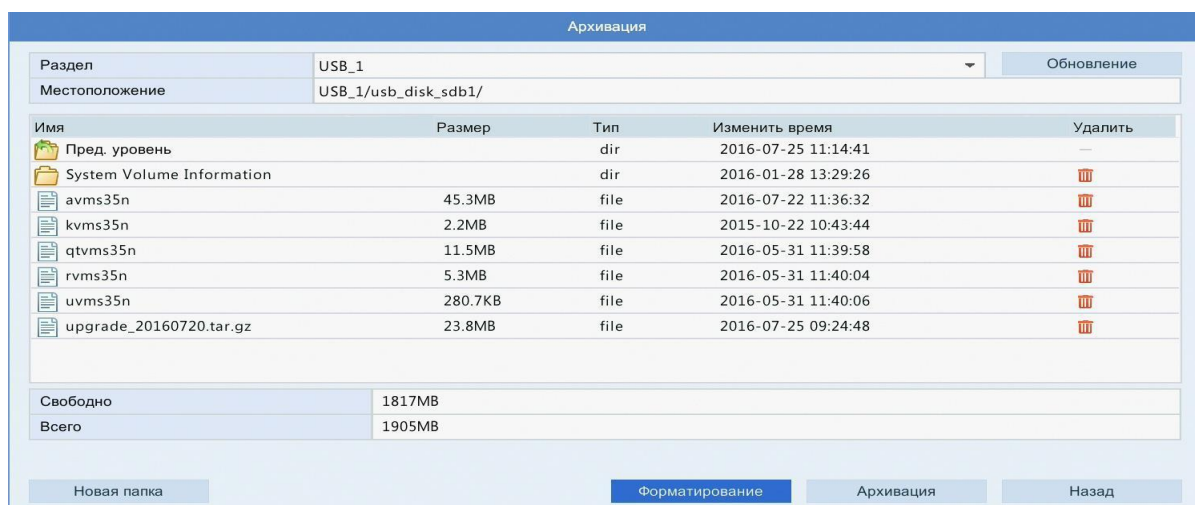 Архивация
Раздел USB_1 Обновление
Местоположение USB_1/usb_disk_sdb1/
Имя Размер Тип Изменить время Удалить
Пред. уровень dir 2016-07-25 11:14:41 —
System Volume Information dir 2016-01-28 13:29:26
avms35n 45.3MB file 2016-07-22 11:36:32
kvms35n 2.2MB file 2015-10-22 10:43:44
qtvms35n 11.5MB file 2016-05-31 11:39:58
rvms35n 5.3MB file 2016-05-31 11:40:04
uvms35n 280.7KB file 2016-05-31 11:40:06
upgrade_20160720.tar.gz 23.8MB file 2016-07-25 09:24:48
Свободно 1817MB
Всего 1905MB
Новая папка Форматирование Архивация Назад